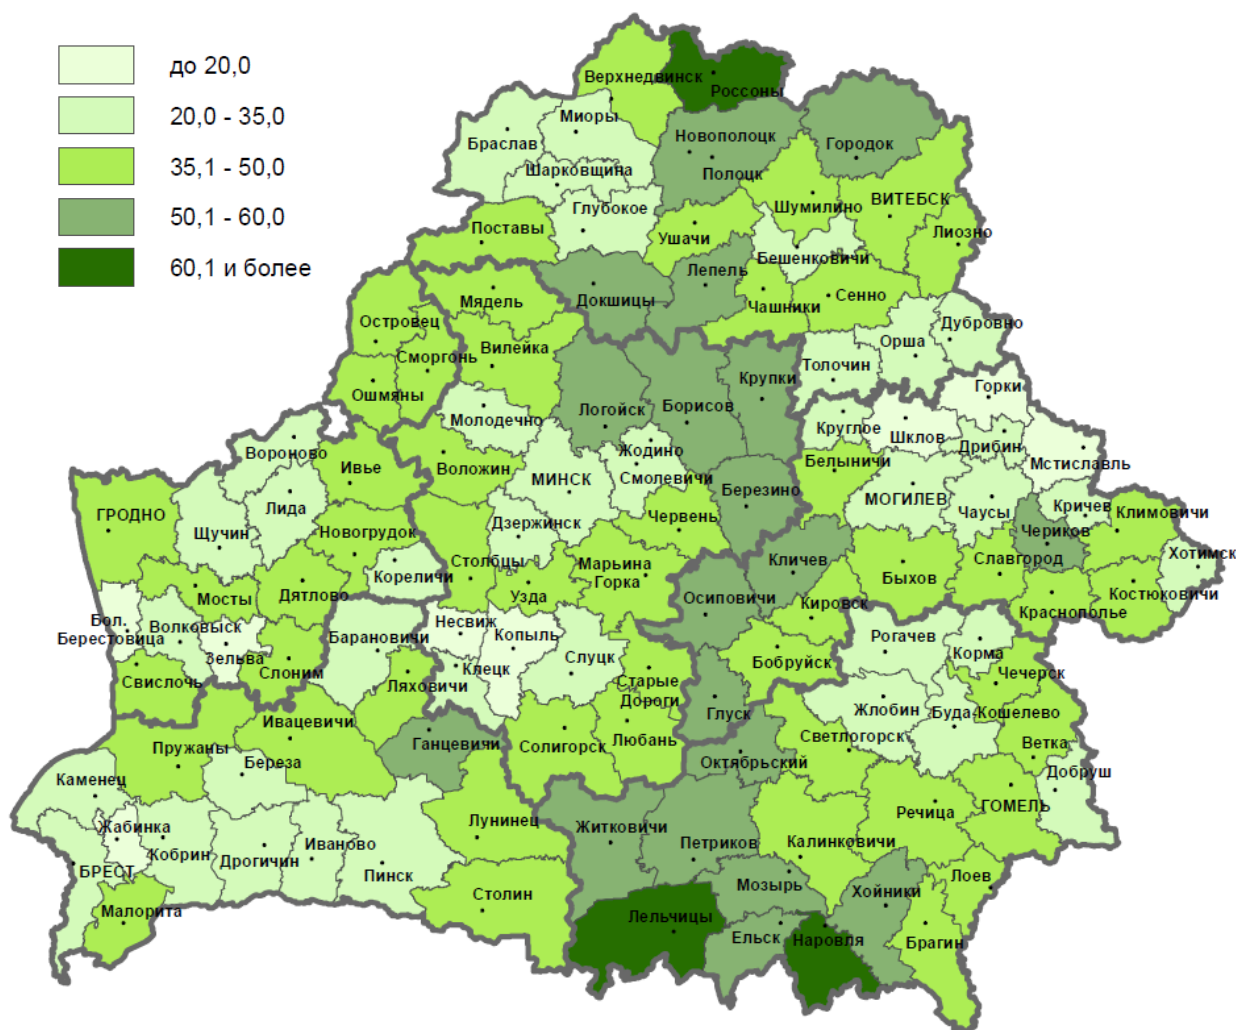 до 20,0
20,0 - 35,0
35,1 - 50,0
50,1 - 60,0
60,1 и более
Верхнедвинск
Россоны
Миоры
Браслав
Новополоцк
Городок
Шарковщина
Полоцк
Глубокое
Шумилино
ВИТЕБСК
Поставы
Ушачи
Лиозно
Бешенковичи
Лепель
Докшицы
Чашники
Сенно
Мядель
Островец
Дубровно
Вилейка
Орша
Сморгонь
Толочин
Крупки
Ошмяны
Горки
Логойск
Борисов
Молодечно
Круглое
Шклов
Дрибин
Вороново
Жодино
Ивье
Воложин
Белыничи
Мстиславль
МИНСК
Смолевичи
Березино
МОГИЛЕВ
Лида
ГРОДНО
Чаусы
Кричев
Климовичи
Щучин
Дзержинск
Червень
Новогрудок
Чериков
Хотимск
Столбцы
Марьина
Горка
Кличев
Славгород
Кореличи
Быхов
Костюковичи
Мосты
Дятлово
Узда
Осиповичи
Кировск
Краснополье
Бол.
Берестовица
Волковыск
Барановичи
Несвиж
Копыль
Рогачев
Зельва
Слуцк
Бобруйск
Корма
Клецк
Слоним
Чечерск
Свислочь
Ляховичи
Старые
Дороги
Глуск
Жлобин
Буда-Кошелево
Ивацевичи
Ганцевичи
Солигорск
Любань
Светлогорск
Пружаны
Ветка
Береза
Октябрьский
Каменец
Добруш
ГОМЕЛЬ
Речица
Жабинка
Лунинец
Житковичи
Кобрин
Дрогичин
Иваново
Петриков
Калинковичи
БРЕСТ
Пинск
Мозырь
Лоев
Хойники
Столин
Малорита
Лельчицы
Ельск
Наровля
Брагин